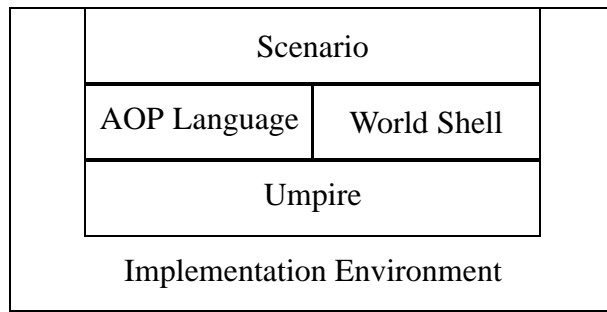 Scenario
AOP Language World Shell
Umpire
Implementation Environment